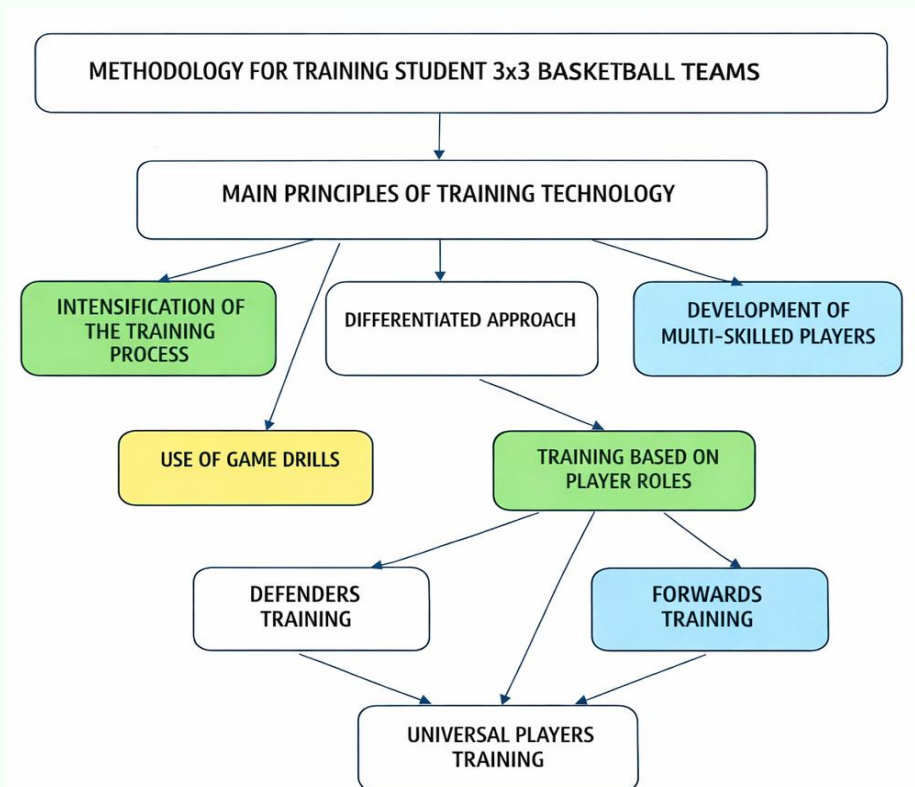 METHODOLOGY FOR TRAINING STUDENT 3x3 BASKETBALL TEAMS
MAIN PRINCIPLES OF TRAINING TECHNOLOGY
INTENSIFICATION OF
THE TRAINING
PROCESS
DIFFERENTIATED APPROACH
DEVELOPMENT OF
MULTI-SKILLED PLAYERS
USE OF GAME DRILLS
TRAINING BASED ON
PLAYER ROLES
DEFENDERS
TRAINING
FORWARDS
TRAINING
UNIVERSAL PLAYERS
TRAINING